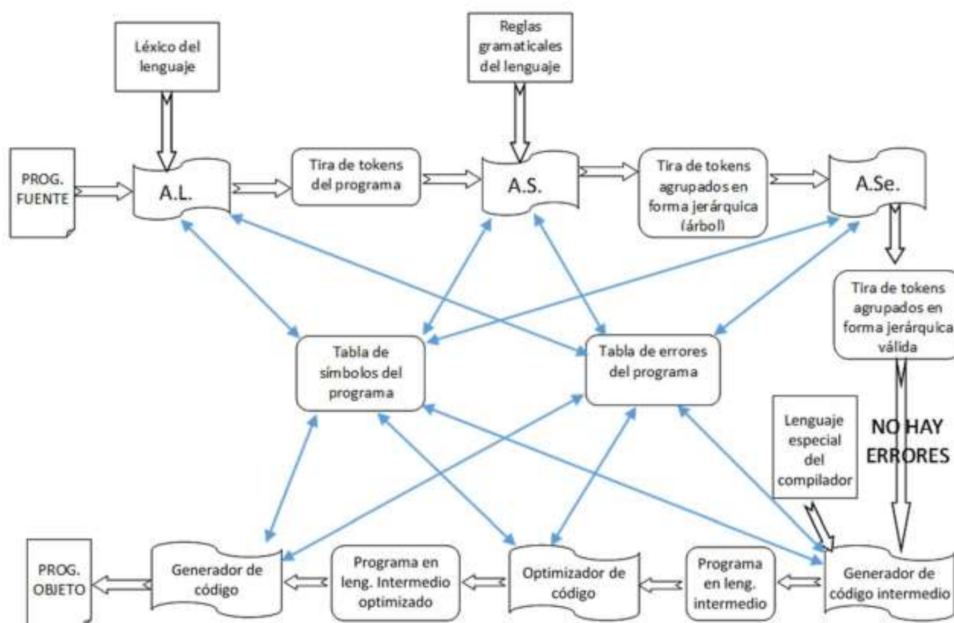 Léxico del
lenguaje
Reglas
gramaticales
del lenguaje
PROG.
FUENTE
A.L.
Tira de tokens
del programa
A.S.
Tira de tokens
agrupados en
forma jerárquica
(árbol)
A.Se.
Tira de tokens
agrupados en
forma jerárquica
válida
Tabla de
símbolos del
programa
Tabla de errores
del programa
Lenguaje
especial
del
compilador
NO HAY
ERRORES
PROG.
OBJETO
Generador de
código
Programa en
leng. Intermedio
optimizado
Optimizador de
código
Programa
en leng.
intermedio
Generador de
código intermedio